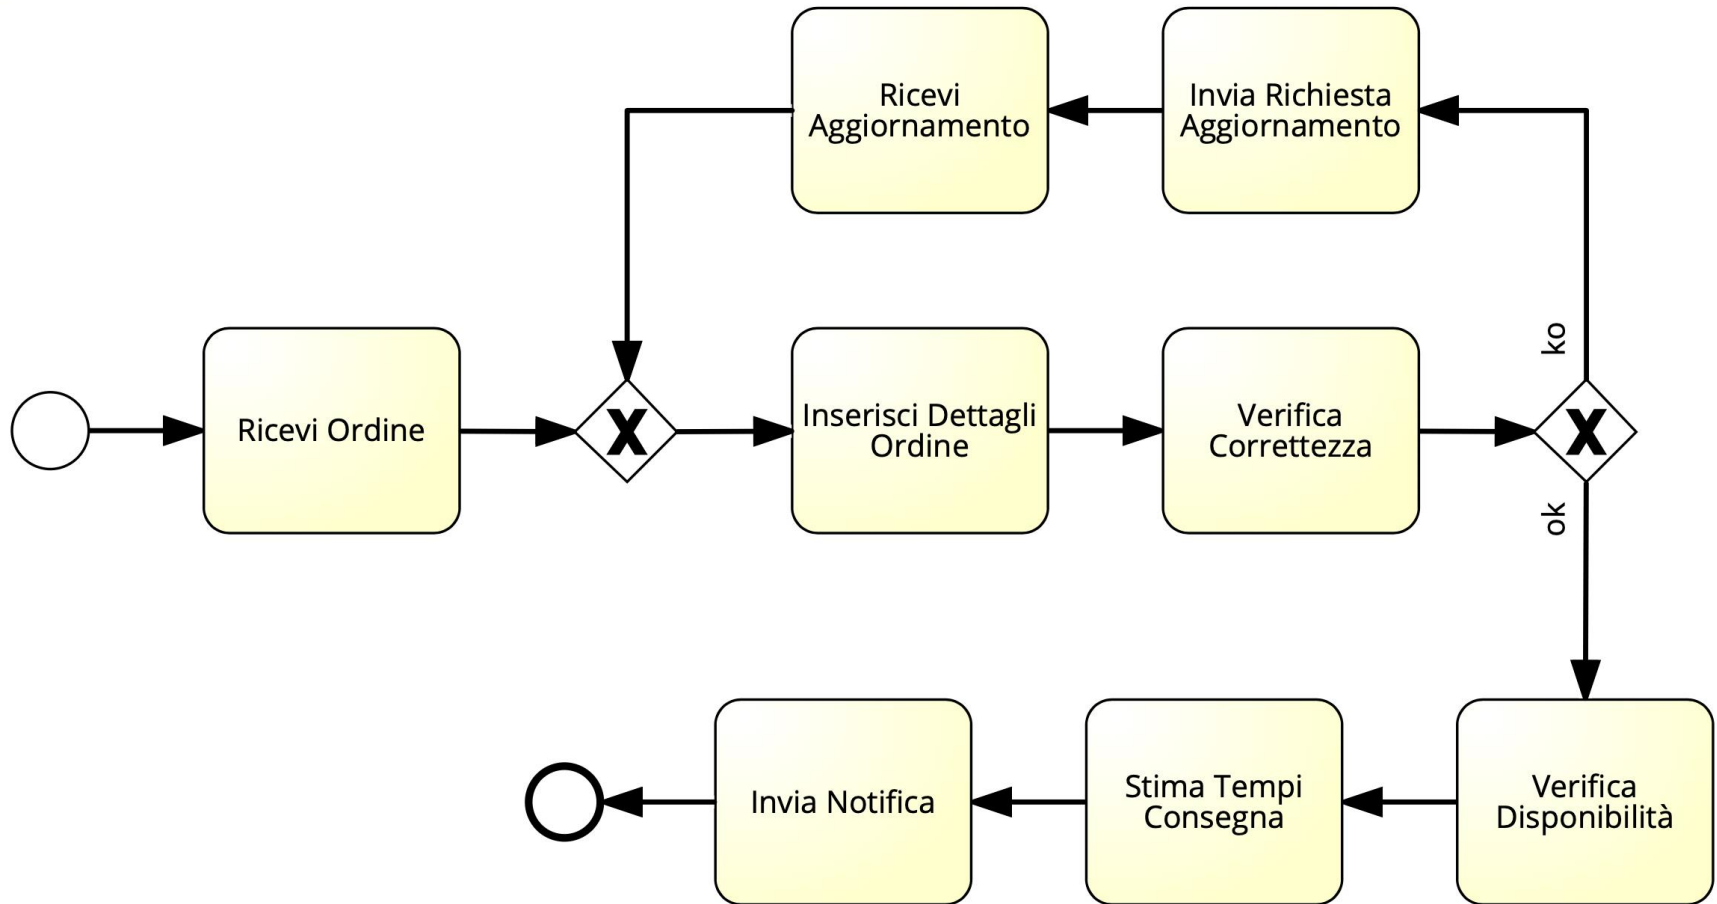 Ricevi
Aggiornamento
Invia Richiesta
Aggiornamento
ko
Ricevi Ordine
X
Inserisci Dettagli
Ordine
Verifica
Correttezza
X
ok
Invia Notifica
Stima Tempi
Consegna
Verifica
Disponibilità